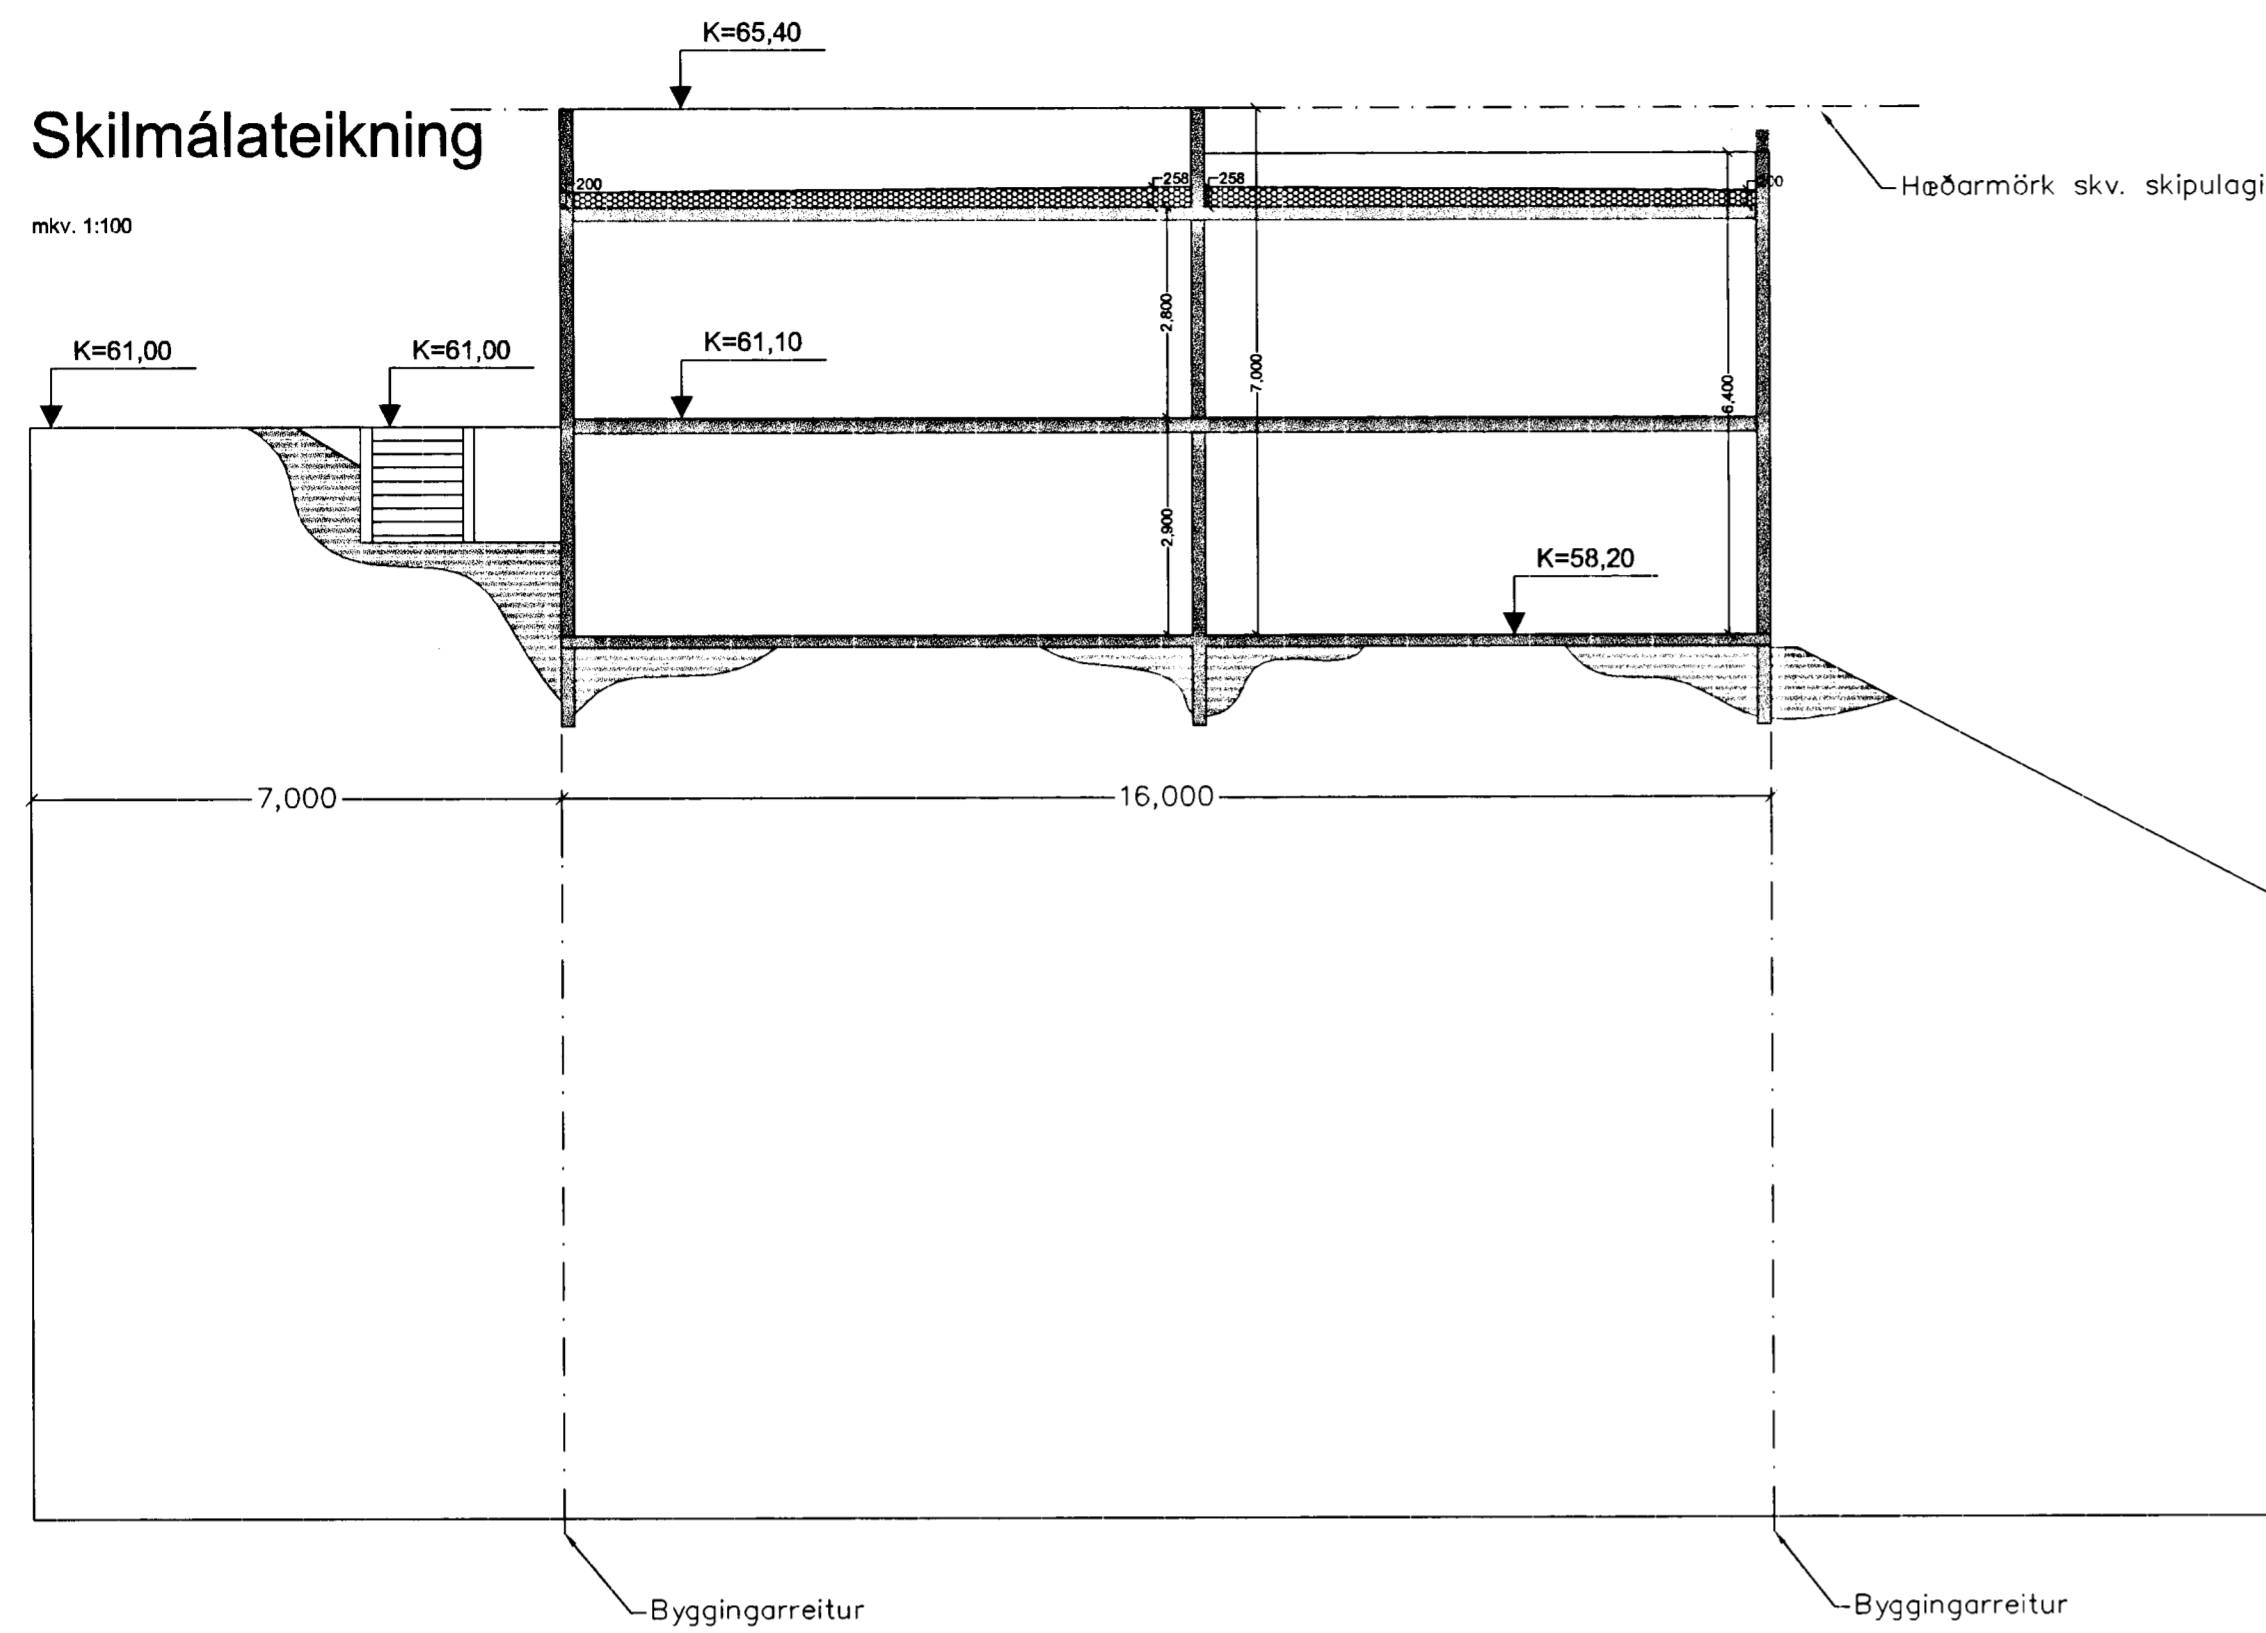 K=65,40
Skilmálateikning
mkv. 1:100
200
258
258
200
Hæðarmörk skv. skipulagi
2,800
7,000
6,400
K=61,00
K=61,00
K=61,10
2,900
K=58,20
7,000
16,000
Byggingarreitur
Byggingarreitur